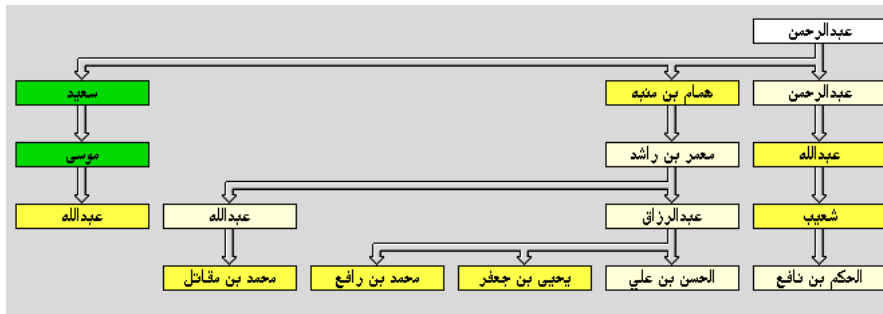 عبدالرحمن
عبدالرحمن
همام بن منبه
سعيد
عبدالله
معمر بن راشد
موسى
شعيب
عبدالرزاق
عبدالله
عبدالله
الحكم بن نافع
الحسن بن علي
يحيى بن جعفر
محمد بن رافع
محمد بن مقاتل